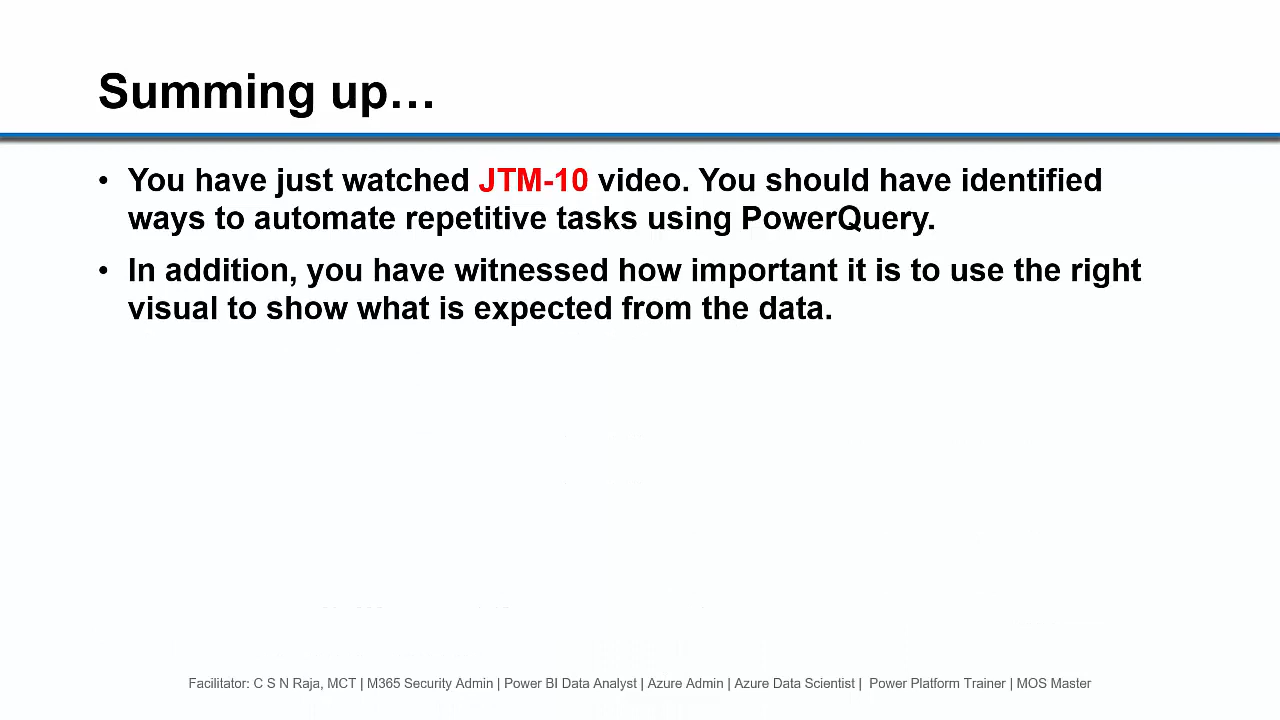 Summing up…
• You have just watched JTM-10 video. You should have identified
ways to automate repetitive tasks using PowerQuery.
• In addition, you have witnessed how important it is to use the right
visual to show what is expected from the data.
Facilitator: C S N Raja, MCT | M365 Security Admin | Power BI Data Analyst | Azure Admin | Azure Data Scientist | Power Platform Trainer | MOS Master